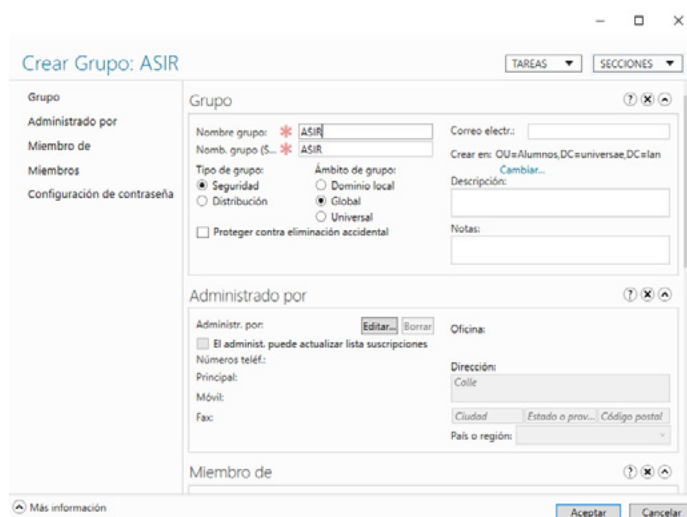 Crear Grupo: ASIR
TAREAS
SECCIONES
Grupo
Administrado por
Miembro de
Miembros
Configuración de contraseña
Grupo
Nombre grupo: * ASIR
Nomb. grupo (S... * ASIR
Tipo de grupo:
Seguridad
Distribución
Ámbito de grupo:
Dominio local
Global
Universal
Proteger contra eliminación accidental
Correo electr.:
Crear en: OU=Alumnos,DC=universae,DC=lan
Cambiar...
Descripción:
Notas:
Administrado por
Administr. por:
Editar...
Borrar
El administ. puede actualizar lista suscripciones
Números teléf.:
Principal:
Móvil:
Fax:
Oficina:
Dirección:
Calle
Ciudad
Estado o prov...
Código postal
País o región:
Miembro de
Más información
Aceptar
Cancelar